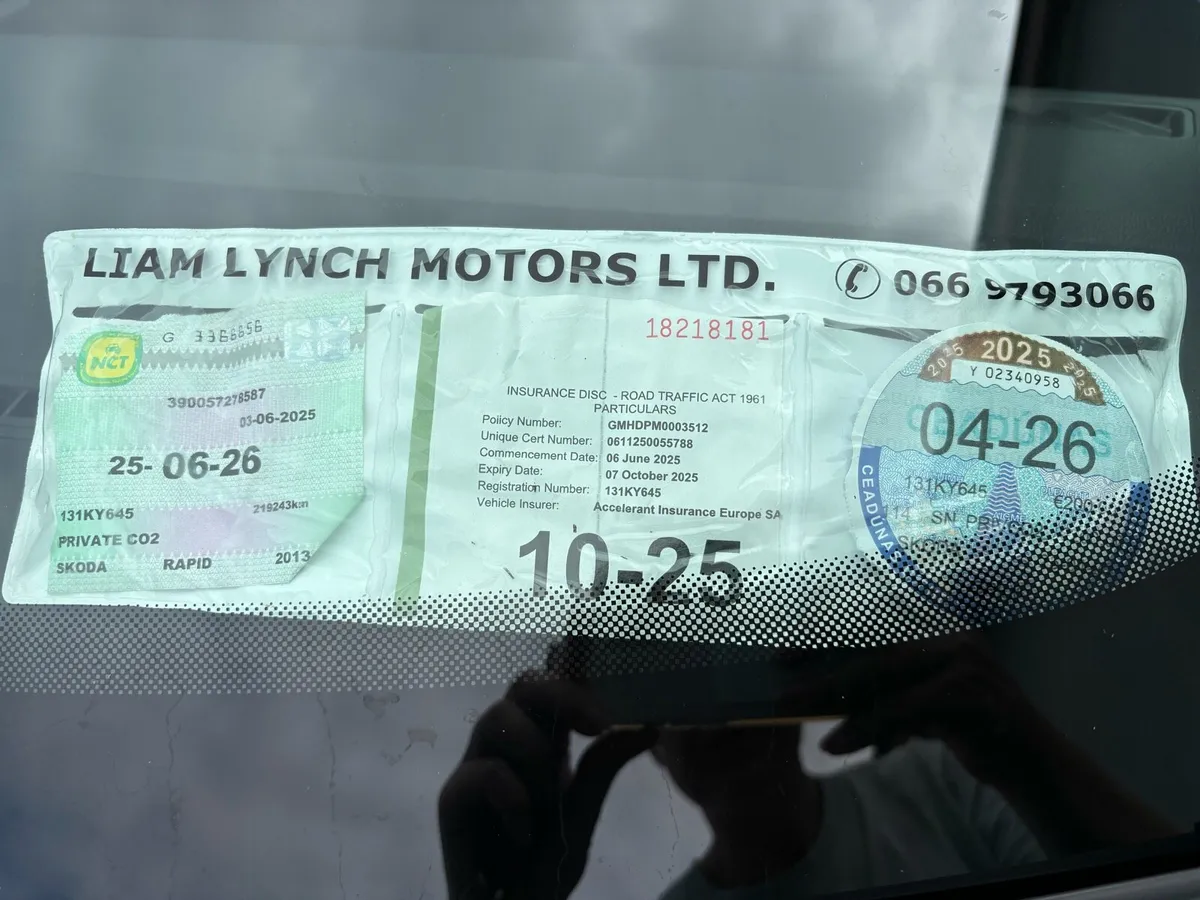 LIAM LYNCH MOTORS LTD. 066 9793066
NCT
G 3366656
390057276587
03-06-2025
25- 06-26
131KY645 219243km
PRIVATE CO2
SKODA RAPID 2013
18218181
INSURANCE DISC - ROAD TRAFFIC ACT 1961
PARTICULARS
Policy Number: GMHDPM0003512
Unique Cert Number: 0611250055788
Commencement Date: 06 June 2025
Expiry Date: 07 October 2025
Registration Number: 131KY645
Vehicle Insurer: Accelerant Insurance Europe SA
10-25
2025 2025 2025
Y 02340958
04-26
131KY645
CEADÚNAS